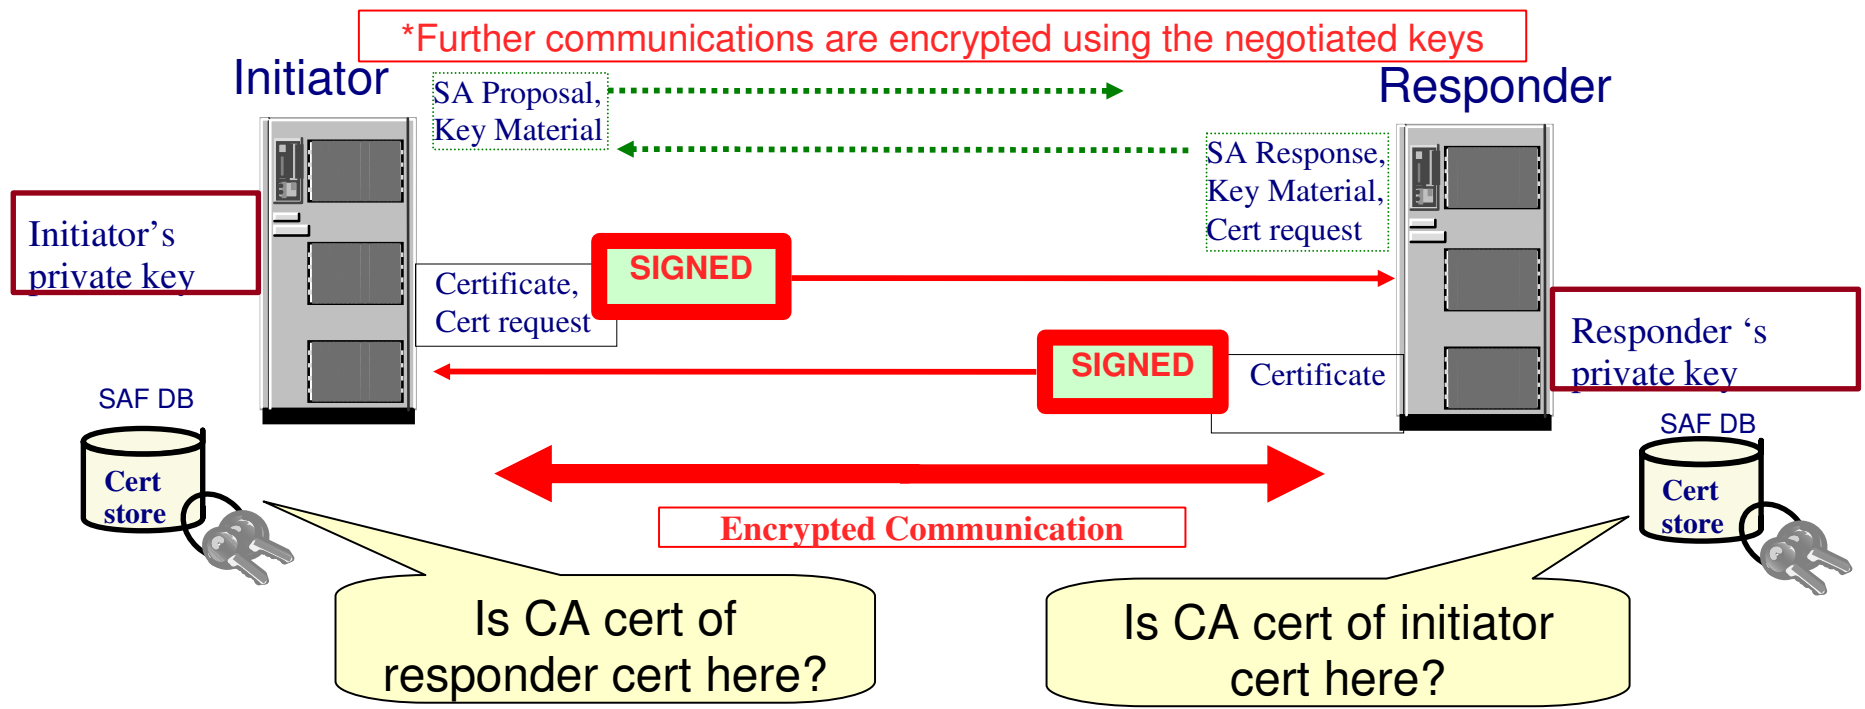 *Further communications are encrypted using the negotiated keys
Initiator
Responder
SA Proposal,
Key Material
SA Response,
Key Material,
Cert request
Initiator’s
private key
Certificate,
Cert request
SIGNED
SIGNED
Certificate
Responder ‘s
private key
SAF DB
Cert
store
SAF DB
Cert
store
Encrypted Communication
Is CA cert of
responder cert here?
Is CA cert of initiator
cert here?